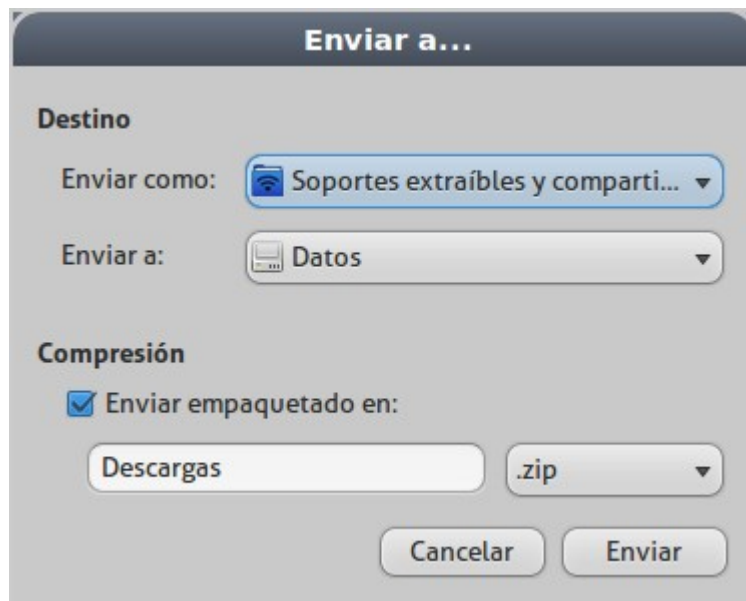 Enviar a...
Destino
Enviar como: Soportes extraíbles y comparti...
Enviar a: Datos
Compresión
Enviar empaquetado en:
Descargas .zip
Cancelar Enviar